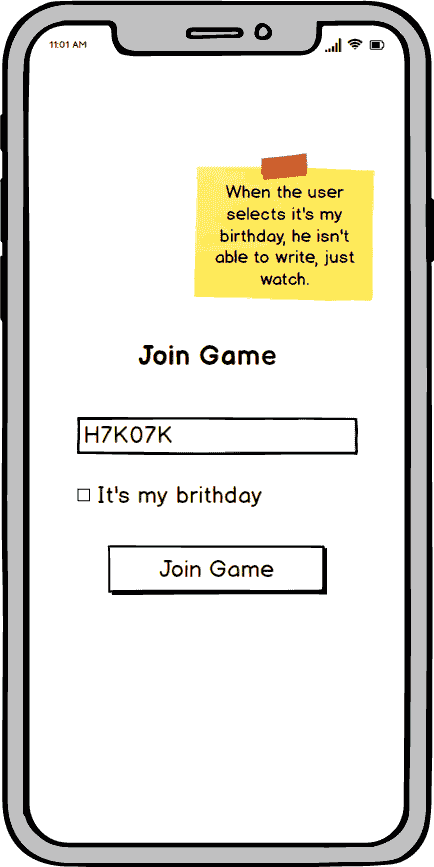 11:01 AM
When the user
selects it's my
birthday, he isn't
able to write, just
watch.
Join Game
H7K07K
It's my brithday
Join Game